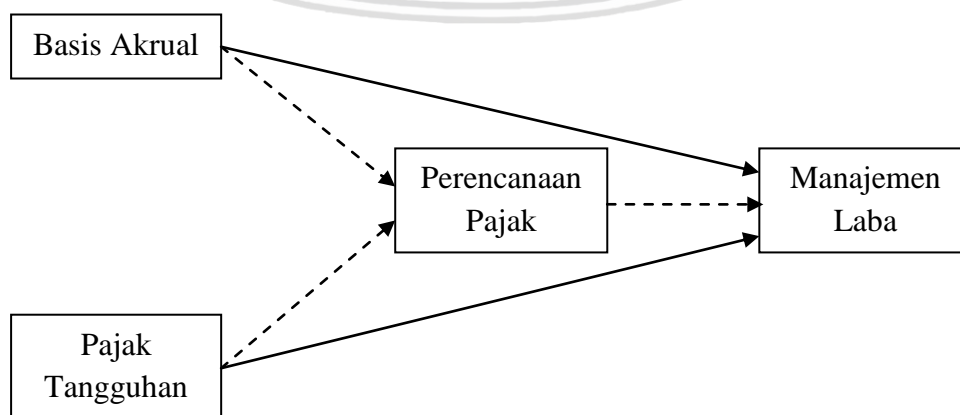 Basis Akrual
Perencanaan
Pajak
Manajemen
Laba
Pajak
Tangguhan